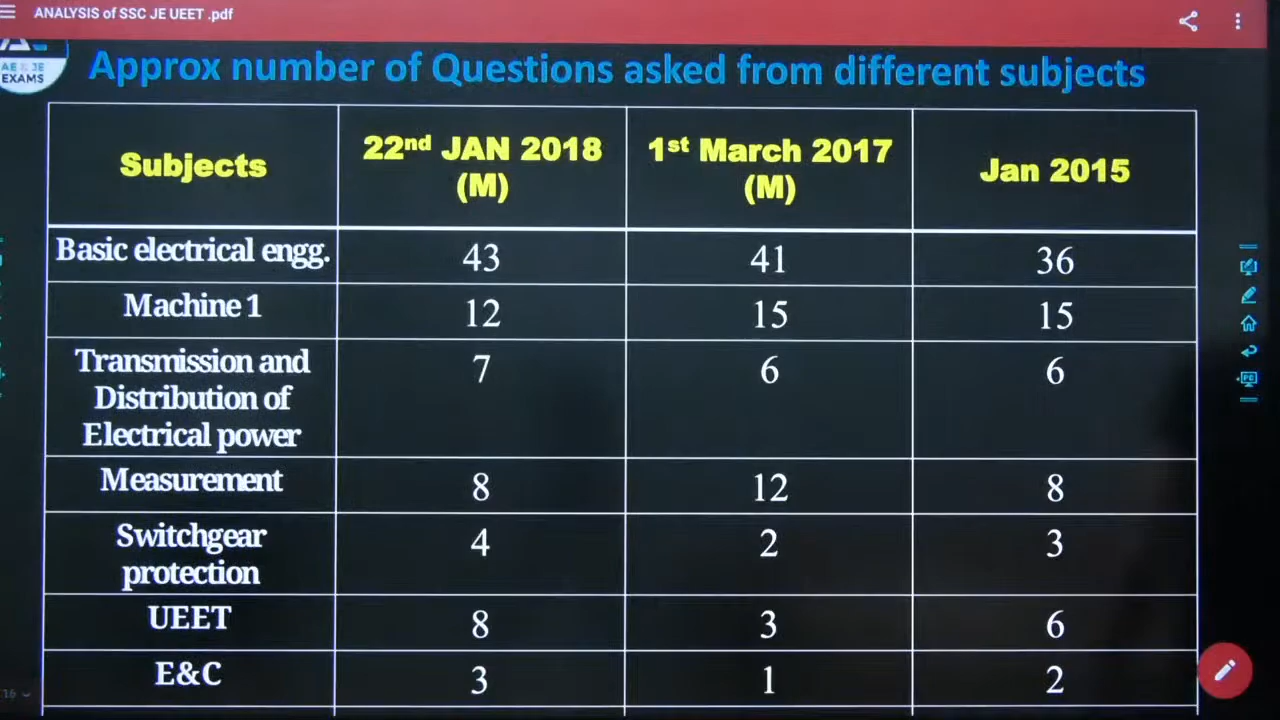 ANALYSIS of SSC JE UEET .pdf
AE & JE
EXAMS
Approx number of Questions asked from different subjects
Subjects
22nd JAN 2018
(M)
1st March 2017
(M)
Jan 2015
Basic electrical engg.
43
41
36
Machine 1
12
15
15
Transmission and
Distribution of
Electrical power
7
6
6
Measurement
8
12
8
Switchgear
protection
4
2
3
UEET
8
3
6
E&C
3
1
2